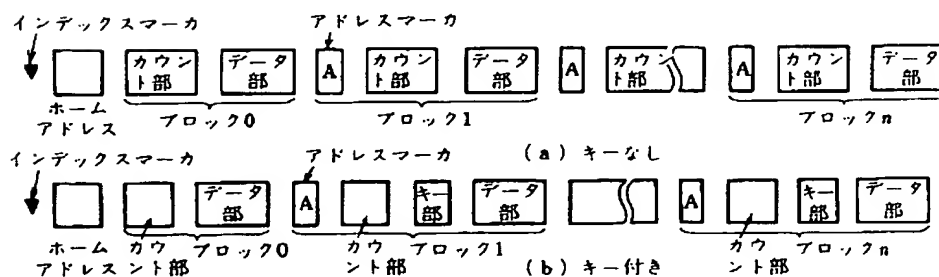 インデックスマーカ
アドレスマーカ
ホーム
アドレス
カウン
ト部
データ
部
ブロック0
A
カウン
ト部
データ
部
ブロック1
A
カウン
ト部
A
カウン
ト部
データ
部
ブロックn
(a) キーなし
インデックスマーカ
アドレスマーカ
ホーム
アドレス
カウ
ント部
データ
部
ブロック0
A
カウ
ント部
キー
部
データ
部
ブロック1
A
カウ
ント部
キー
部
データ
部
ブロックn
(b) キー付き